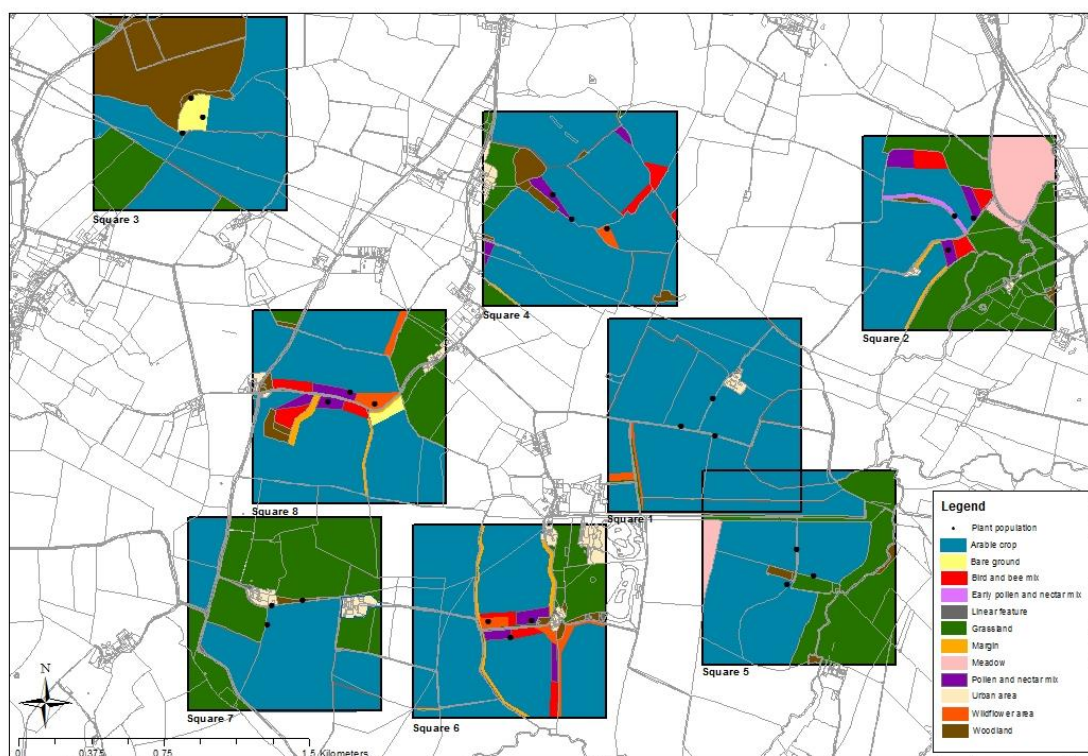 Square 3
Square 4
Square 2
Square 8
Square 1
Square 7
Square 6
Square 5
Legend
Plant population
Arable crop
Bare ground
Bird and bee mix
Early pollen and nectar mix
Linear feature
Grassland
Margin
Meadow
Pollen and nectar mix
Urban area
Wildflower area
Woodland
N
0 0.375 0.75 1.5 Kilometers